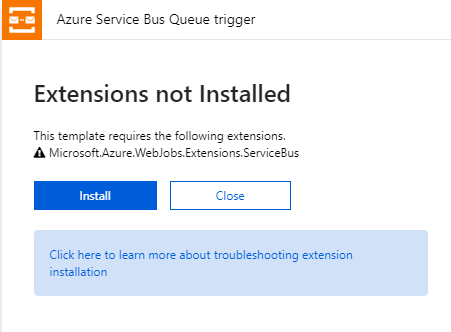 Azure Service Bus Queue trigger
Extensions not Installed
This template requires the following extensions.
Microsoft.Azure.WebJobs.Extensions.ServiceBus
Install
Close
Click here to learn more about troubleshooting extension
installation